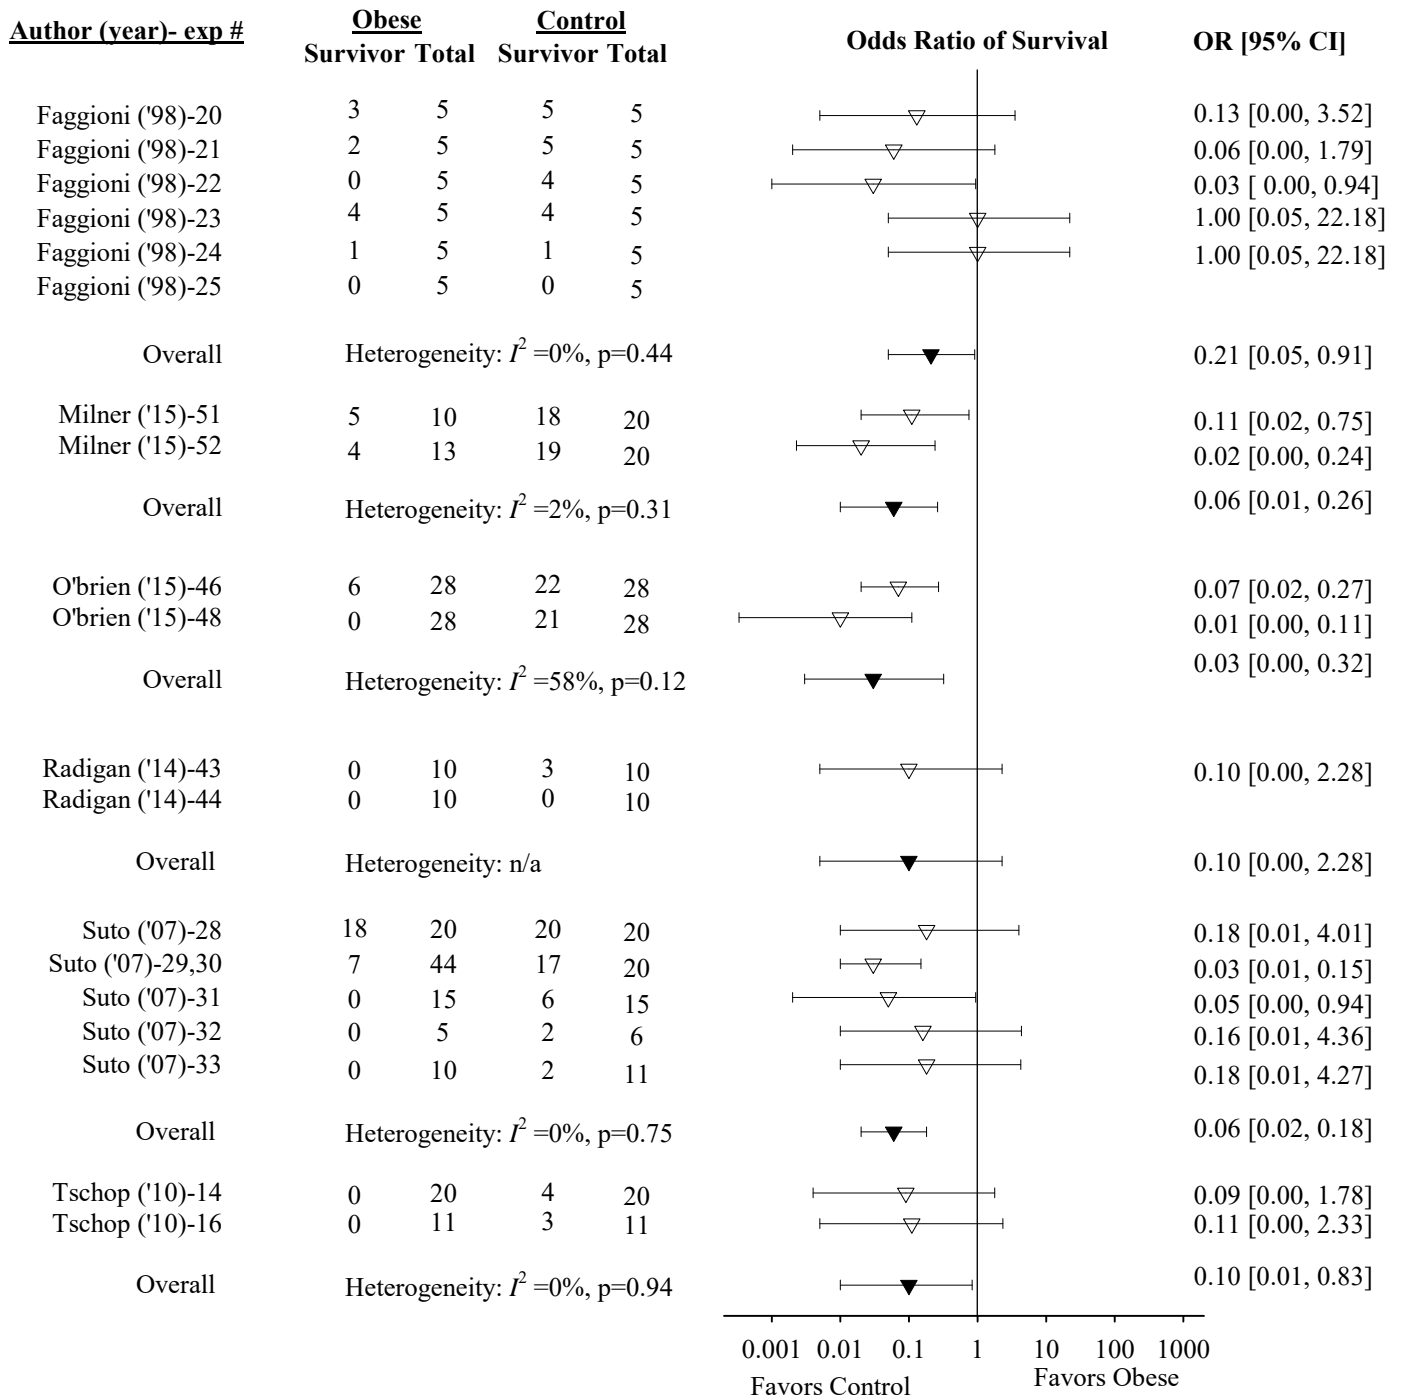 Author (year)- exp # Obese Control Odds Ratio of Survival OR [95% CI]
Survivor Total Survivor Total
Faggioni ('98)-20 3 5 5 5 0.13 [0.00, 3.52]
Faggioni ('98)-21 2 5 5 5 0.06 [0.00, 1.79]
Faggioni ('98)-22 0 5 4 5 0.03 [ 0.00, 0.94]
Faggioni ('98)-23 4 5 4 5 1.00 [0.05, 22.18]
Faggioni ('98)-24 1 5 1 5 1.00 [0.05, 22.18]
Faggioni ('98)-25 0 5 0 5
Overall Heterogeneity: I² =0%, p=0.44 0.21 [0.05, 0.91]
Milner ('15)-51 5 10 18 20 0.11 [0.02, 0.75]
Milner ('15)-52 4 13 19 20 0.02 [0.00, 0.24]
Overall Heterogeneity: I² =2%, p=0.31 0.06 [0.01, 0.26]
O'brien ('15)-46 6 28 22 28 0.07 [0.02, 0.27]
O'brien ('15)-48 0 28 21 28 0.01 [0.00, 0.11]
Overall Heterogeneity: I² =58%, p=0.12 0.03 [0.00, 0.32]
Radigan ('14)-43 0 10 3 10 0.10 [0.00, 2.28]
Radigan ('14)-44 0 10 0 10
Overall Heterogeneity: n/a 0.10 [0.00, 2.28]
Suto ('07)-28 18 20 20 20 0.18 [0.01, 4.01]
Suto ('07)-29,30 7 44 17 20 0.03 [0.01, 0.15]
Suto ('07)-31 0 15 6 15 0.05 [0.00, 0.94]
Suto ('07)-32 0 5 2 6 0.16 [0.01, 4.36]
Suto ('07)-33 0 10 2 11 0.18 [0.01, 4.27]
Overall Heterogeneity: I² =0%, p=0.75 0.06 [0.02, 0.18]
Tschop ('10)-14 0 20 4 20 0.09 [0.00, 1.78]
Tschop ('10)-16 0 11 3 11 0.11 [0.00, 2.33]
Overall Heterogeneity: I² =0%, p=0.94 0.10 [0.01, 0.83]
0.001 0.01 0.1 1 10 100 1000
Favors Control Favors Obese